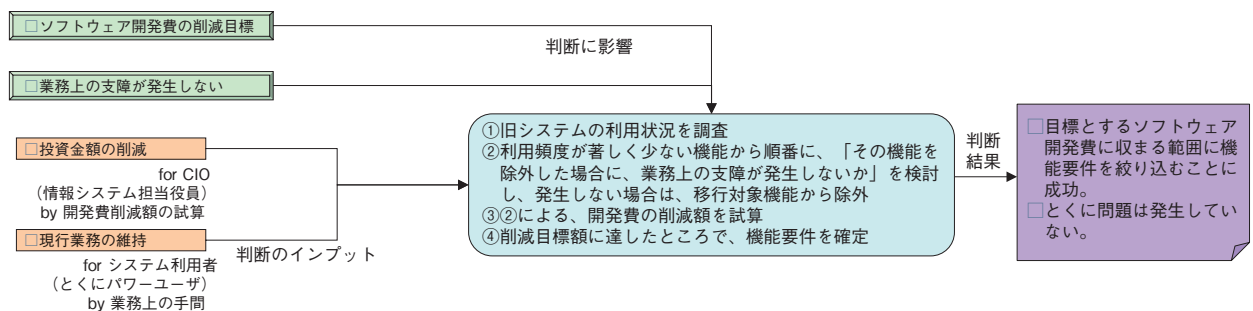 □ソフトウェア開発費の削減目標
判断に影響
□業務上の支障が発生しない
□投資金額の削減
for CIO
（情報システム担当役員）
by 開発費削減額の試算
□現行業務の維持
for システム利用者
（とくにパワーユーザ）
by 業務上の手間
判断のインプット
①旧システムの利用状況を調査
②利用頻度が著しく少ない機能から順番に、「その機能を
除外した場合に、業務上の支障が発生しないか」を検討
し、発生しない場合は、移行対象機能から除外
③②による、開発費の削減額を試算
④削減目標額に達したところで、機能要件を確定
判断
結果
□目標とするソフトウェア
開発費に収まる範囲に機
能要件を絞り込むことに
成功。
□とくに問題は発生してい
ない。